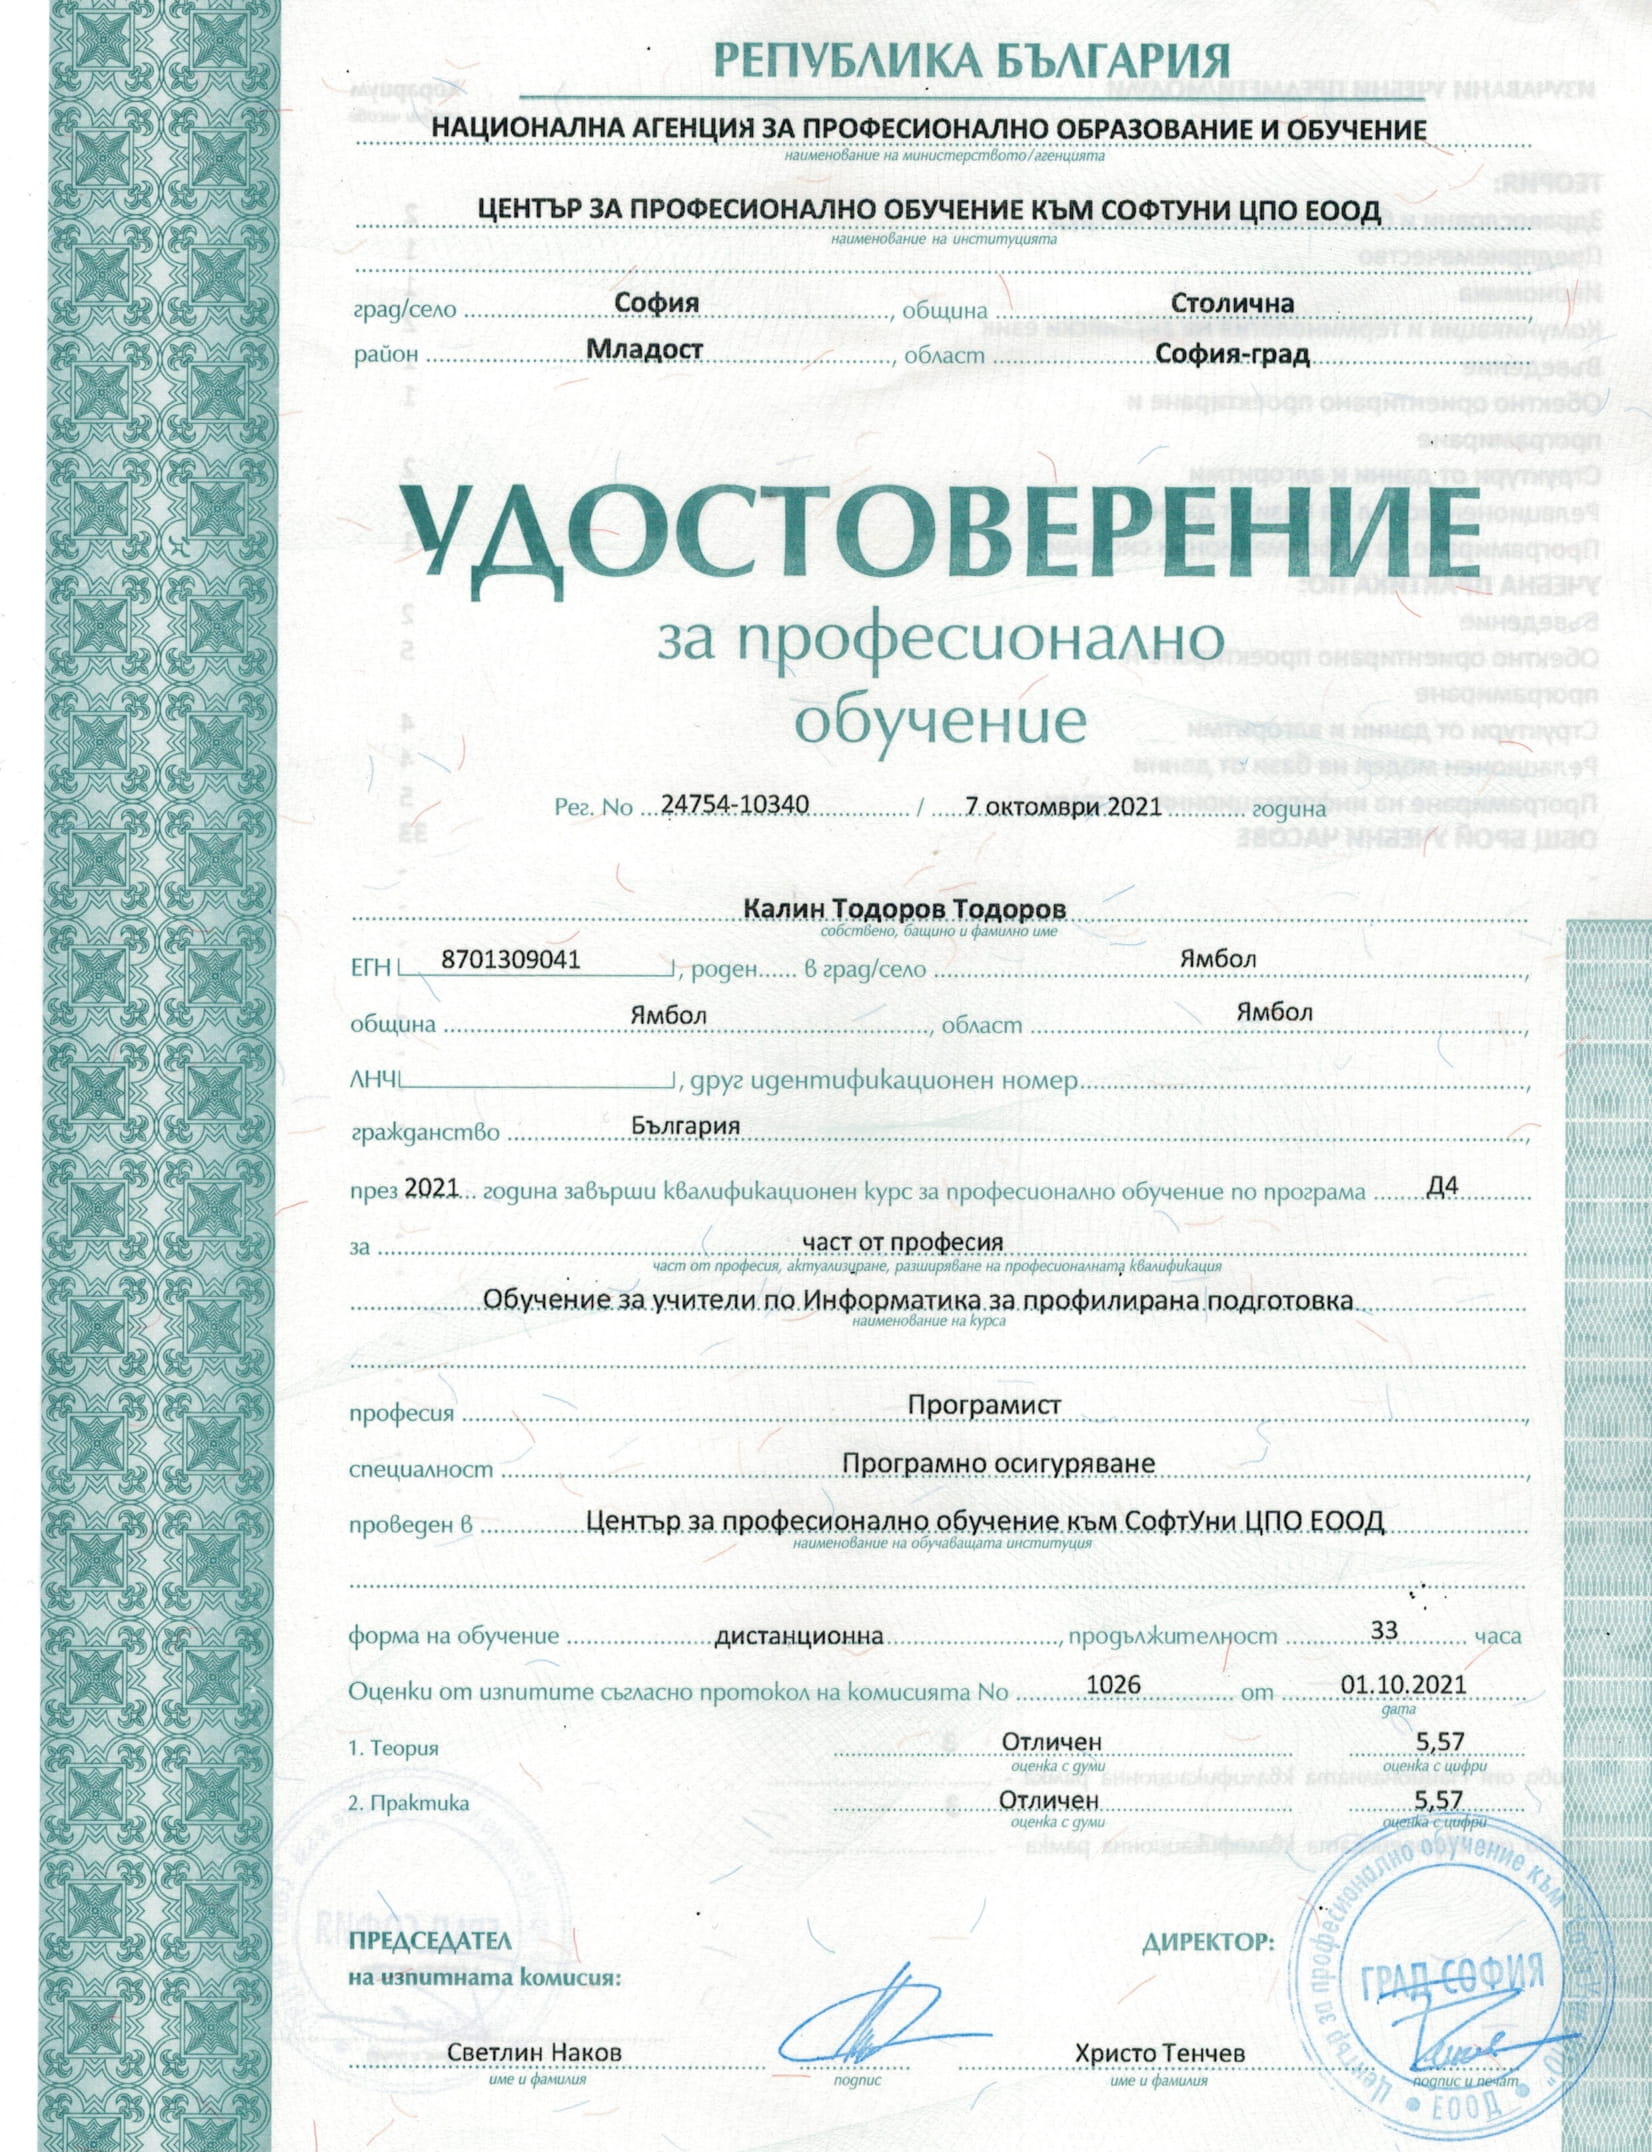 РЕПУБЛИКА БЪЛГАРИЯ
НАЦИОНАЛНА АГЕНЦИЯ ЗА ПРОФЕСИОНАЛНО ОБРАЗОВАНИЕ И ОБУЧЕНИЕ
наименование на министерството/агенцията
ЦЕНТЪР ЗА ПРОФЕСИОНАЛНО ОБУЧЕНИЕ КЪМ СОФТУНИ ЦПО ЕООД
наименование на институцията
град/село София, община Столична,
район Младост, област София-град
УДОСТОВЕРЕНИЕ
за професионално
обучение
Рег. No 24754-10340 / 7 октомври 2021 година
Калин Тодоров Тодоров
собствено, бащино и фамилно име
ЕГН 8701309041, роден...... в град/село Ямбол,
община Ямбол, област Ямбол,
ЛНЧ, друг идентификационен номер,
гражданство България,
през 2021 година завърши квалификационен курс за професионално обучение по програма Д4
за част от професия
част от професия, актуализиране, разширяване на професионалната квалификация
Обучение за учители по Информатика за профилирана подготовка
наименование на курса
професия Програмист,
специалност Програмно осигуряване,
проведен в Център за професионално обучение към СофтУни ЦПО ЕООД
наименование на обучаващата институция
форма на обучение дистанционна, продължителност 33 часа
Оценки от изпитите съгласно протокол на комисията No 1026 от 01.10.2021
дата
1. Теория Отличен 5,57
оценка с думи оценка с цифри
2. Практика Отличен 5,57
оценка с думи оценка с цифри
ПРЕДСЕДАТЕЛ ДИРЕКТОР:
на изпитната комисия:
Светлин Наков Христо Тенчев
име и фамилия подпис име и фамилия подпис и печат
Център за професионално обучение към
ГРАД СОФИЯ
ЕООД